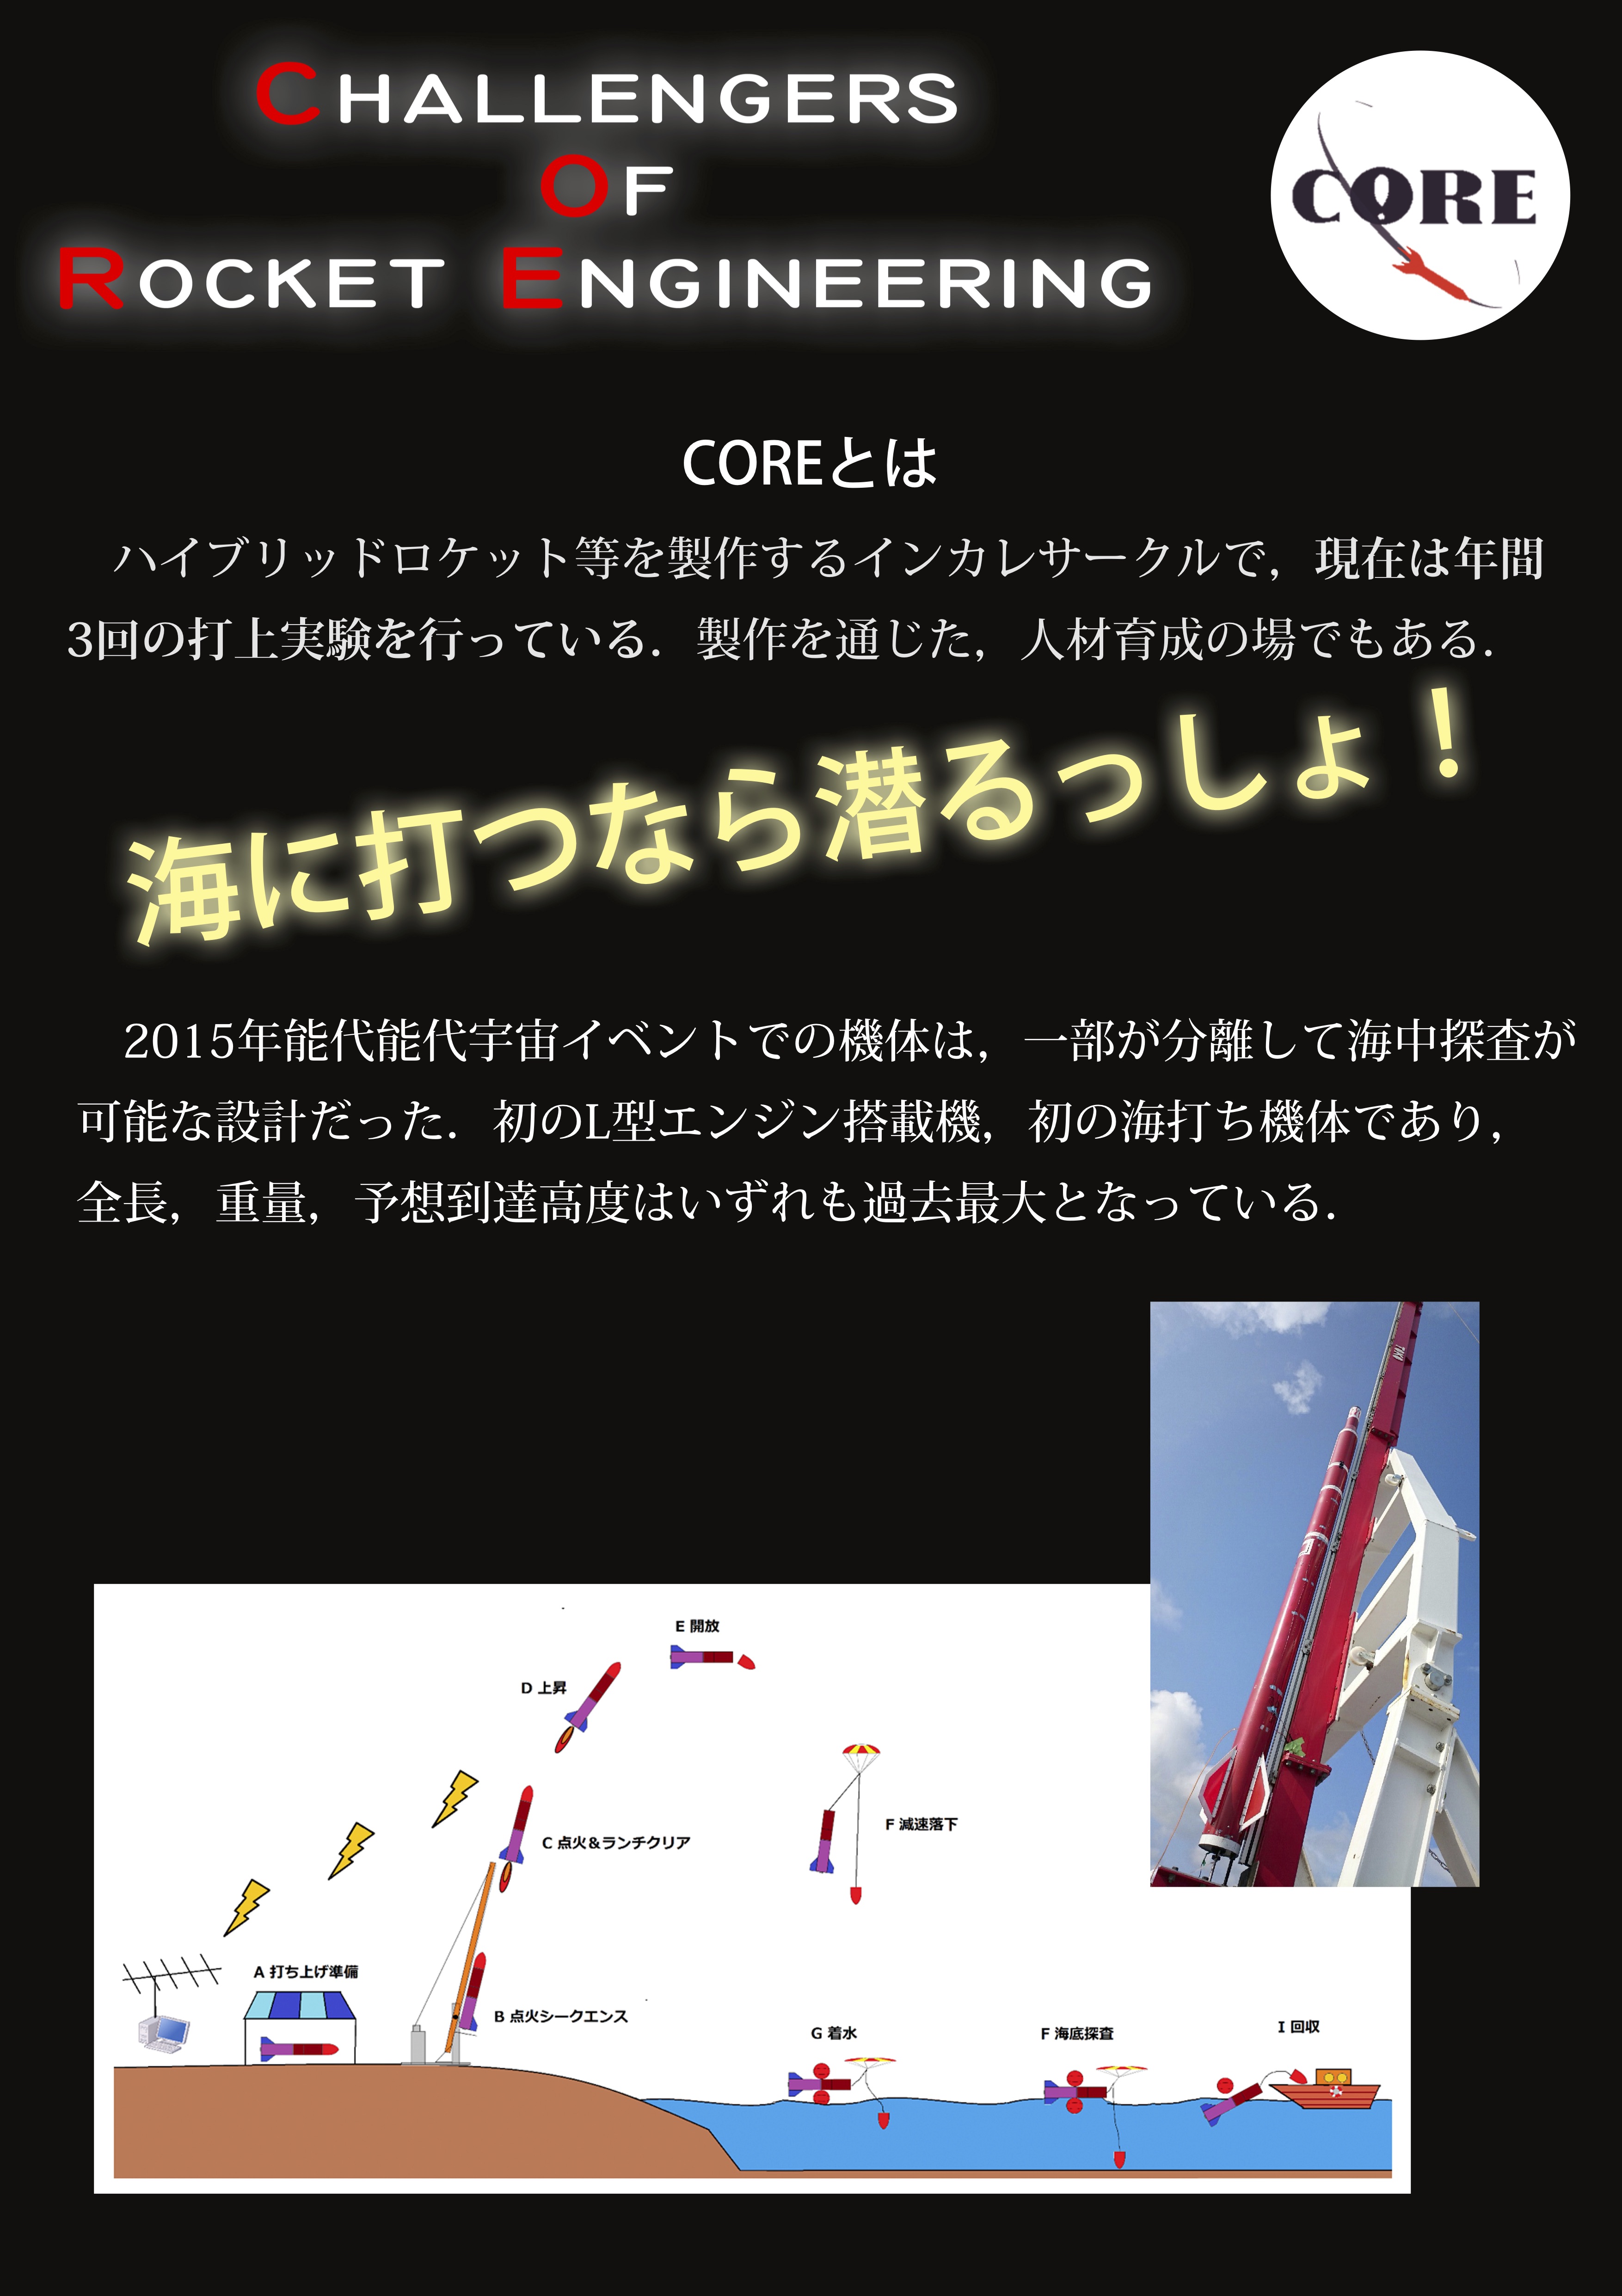 CHALLENGERS
OF
ROCKET ENGINEERING
CORE
COREとは
ハイブリッドロケット等を製作するインカレサークルで，現在は年間
3回の打上実験を行っている．製作を通じた，人材育成の場でもある．
海に打つなら潜るっしょ！
2015年能代能代宇宙イベントでの機体は，一部が分離して海中探査が
可能な設計だった．初のL型エンジン搭載機，初の海打ち機体であり，
全長，重量，予想到達高度はいずれも過去最大となっている．
E 開放
D 上昇
F 減速落下
C 点火&ランチクリア
A 打ち上げ準備
B 点火シークエンス
G 着水
F 海底探査
I 回収